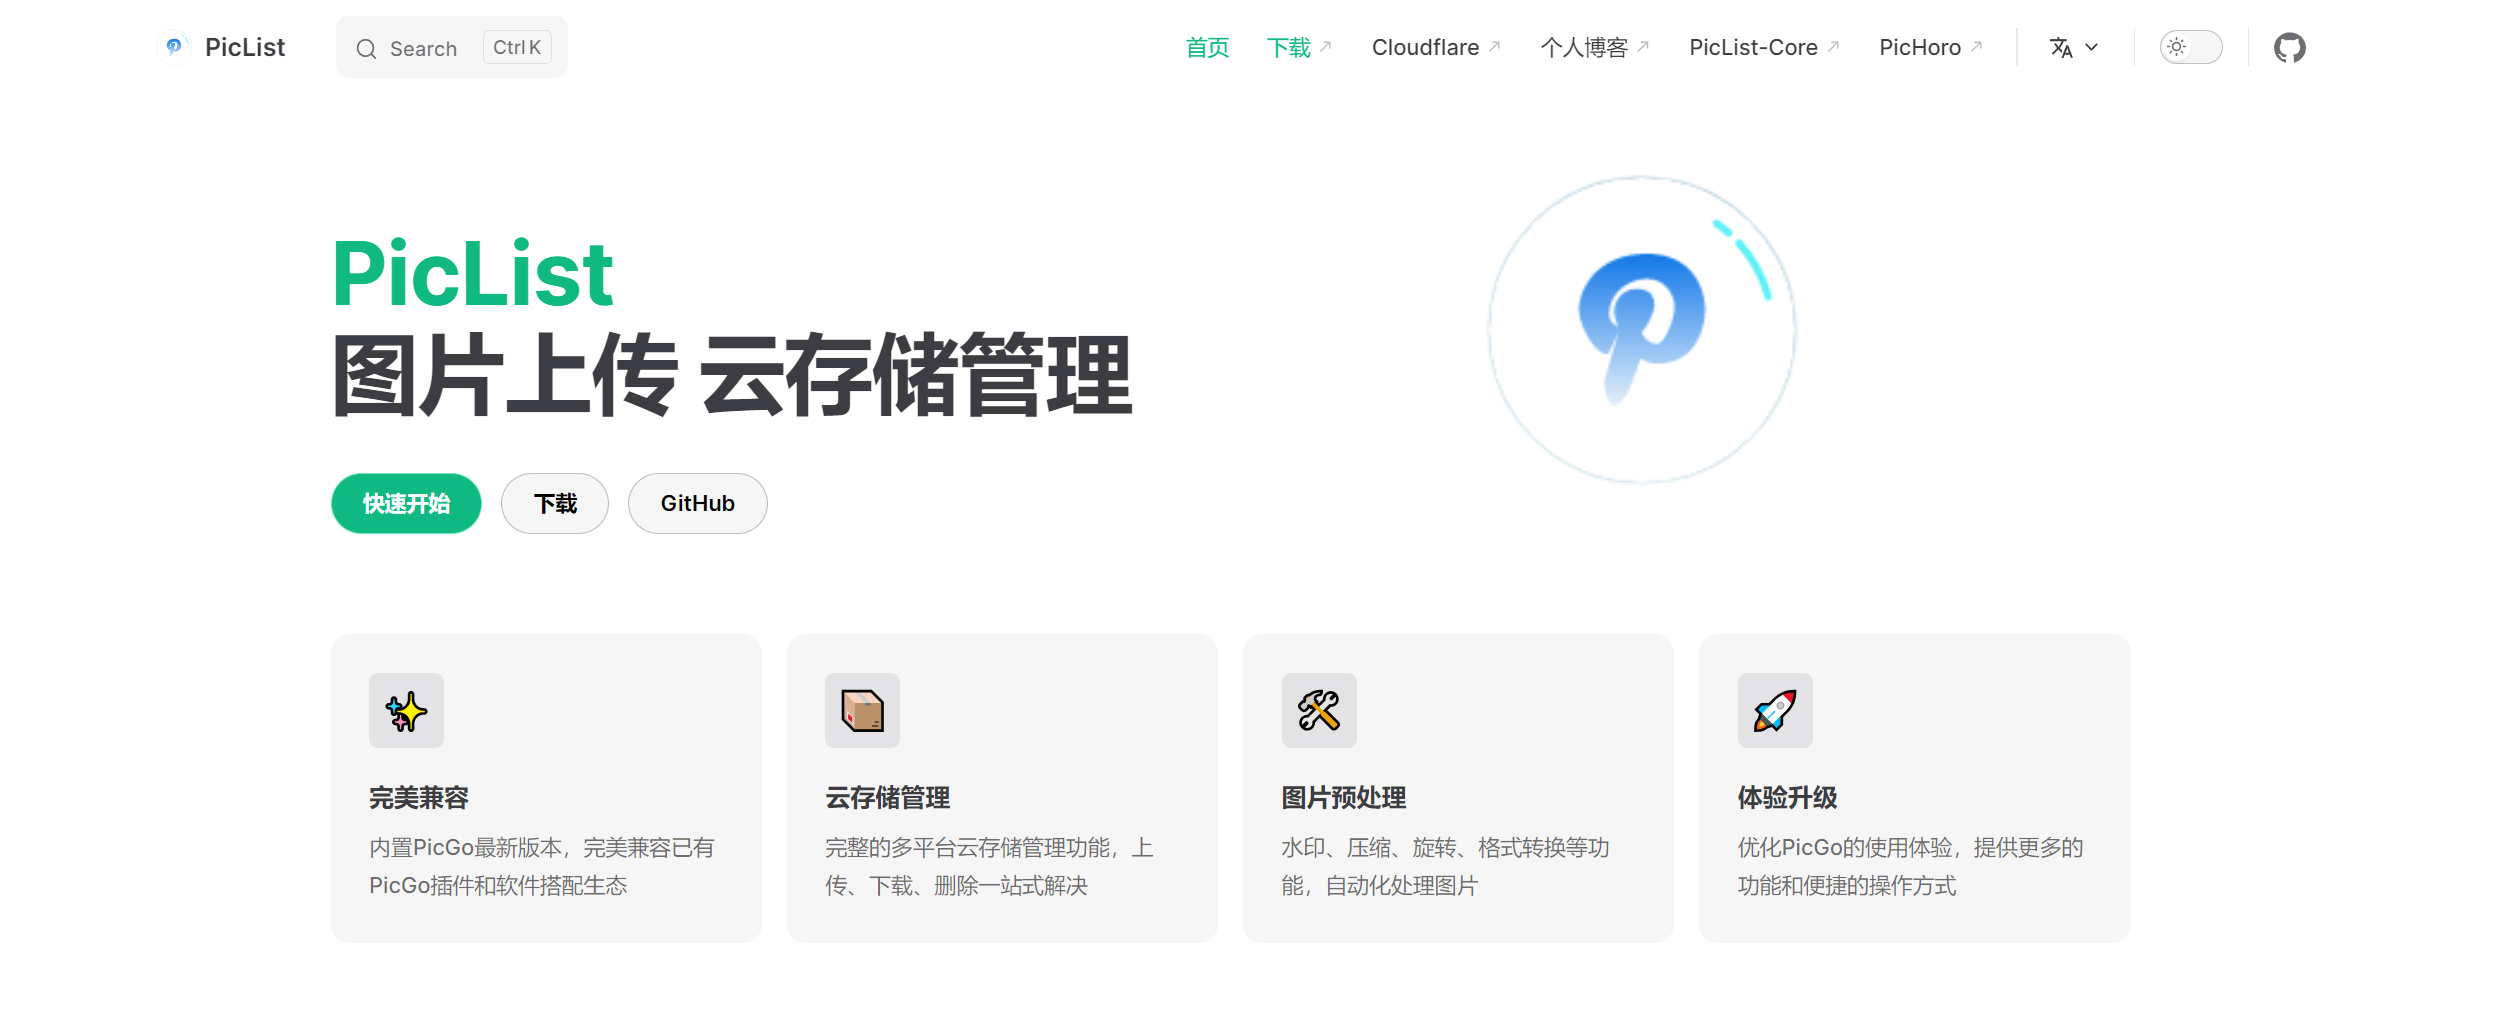 PicList
Search
Ctrl K
首页
下载
Cloudflare
个人博客
PicList-Core
PicHoro
PicList
图片上传 云存储管理
快速开始
下载
GitHub
完美兼容
内置PicGo最新版本，完美兼容已有
PicGo插件和软件搭配生态
云存储管理
完整的多平台云存储管理功能，上
传、下载、删除一站式解决
图片预处理
水印、压缩、旋转、格式转换等功
能，自动化处理图片
体验升级
优化PicGo的使用体验，提供更多的
功能和便捷的操作方式